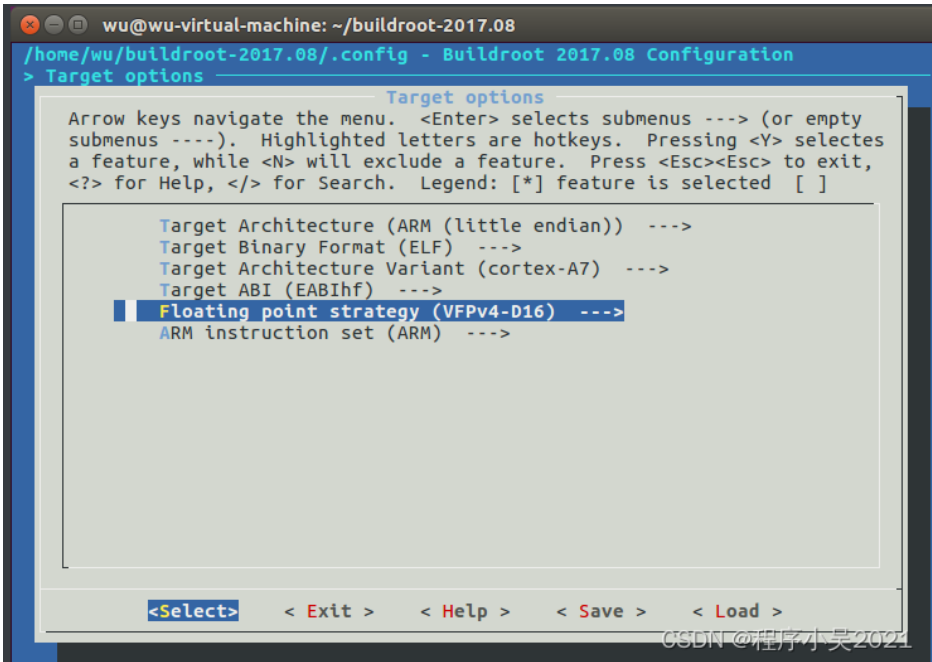 wu@wu-virtual-machine: ~/buildroot-2017.08
/home/wu/buildroot-2017.08/.config - Buildroot 2017.08 Configuration
> Target options
Target options
Arrow keys navigate the menu.  <Enter> selects submenus ---> (or empty
submenus ----).  Highlighted letters are hotkeys.  Pressing <Y> selectes
a feature, while <N> will exclude a feature.  Press <Esc><Esc> to exit,
<?> for Help, </> for Search.  Legend: [*] feature is selected  [ ]
Target Architecture (ARM (little endian))  --->
Target Binary Format (ELF)  --->
Target Architecture Variant (cortex-A7)  --->
Target ABI (EABIhf)  --->
Floating point strategy (VFPv4-D16)  --->
ARM instruction set (ARM)  --->
<Select>    < Exit >    < Help >    < Save >    < Load >
CSDN @程序小吴2021